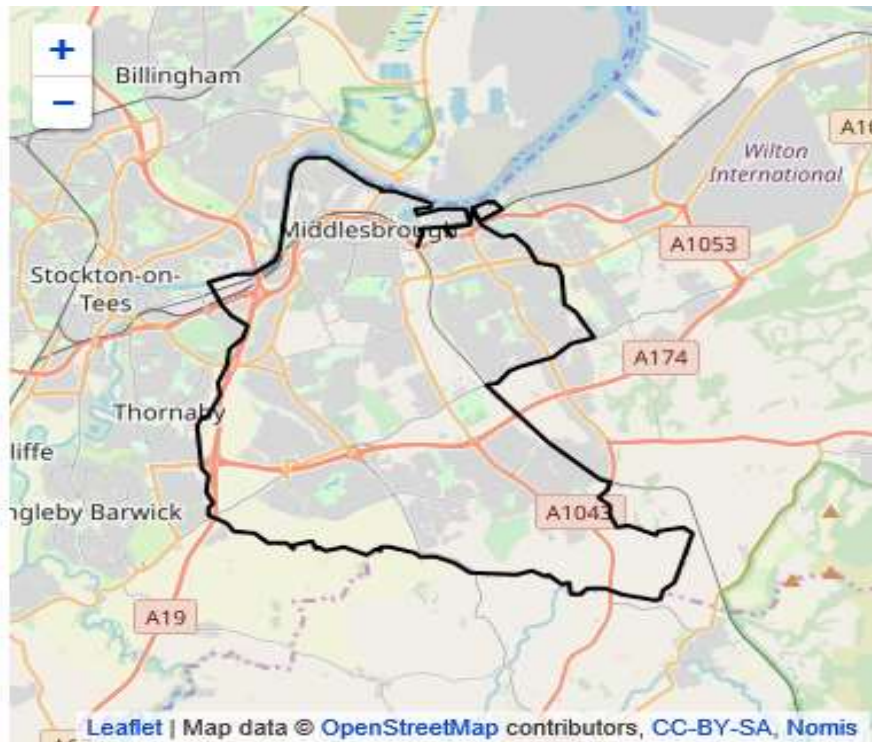 +
Billingham
−
A10
Wilton
International
Middlesbrough
A1053
Stockton-on-
Tees
A174
Thornaby
liffe
ngleby Barwick
A1043
A19
Leaflet | Map data © OpenStreetMap contributors, CC-BY-SA, Nomis